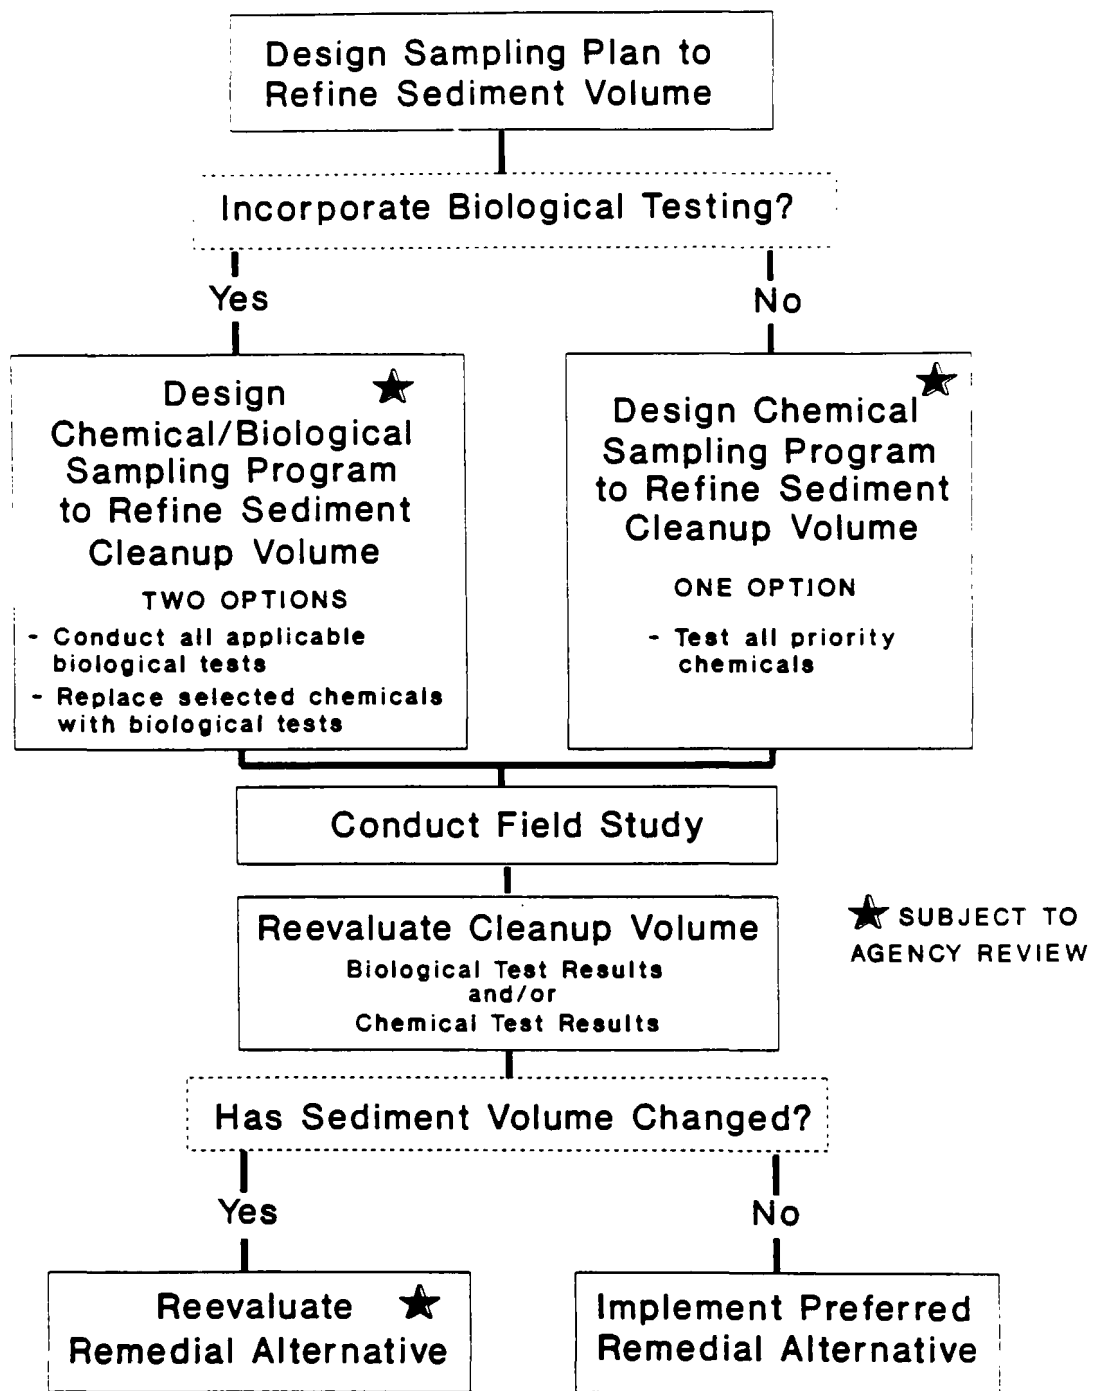 Design Sampling Plan to
Refine Sediment Volume
Incorporate Biological Testing?
Yes
No
Design
Chemical/Biological
Sampling Program
to Refine Sediment
Cleanup Volume
TWO OPTIONS
- Conduct all applicable
biological tests
- Replace selected chemicals
with biological tests
Design Chemical
Sampling Program
to Refine Sediment
Cleanup Volume
ONE OPTION
- Test all priority
chemicals
Conduct Field Study
Reevaluate Cleanup Volume
Biological Test Results
and/or
Chemical Test Results
SUBJECT TO
AGENCY REVIEW
Has Sediment Volume Changed?
Yes
No
Reevaluate
Remedial Alternative
Implement Preferred
Remedial Alternative